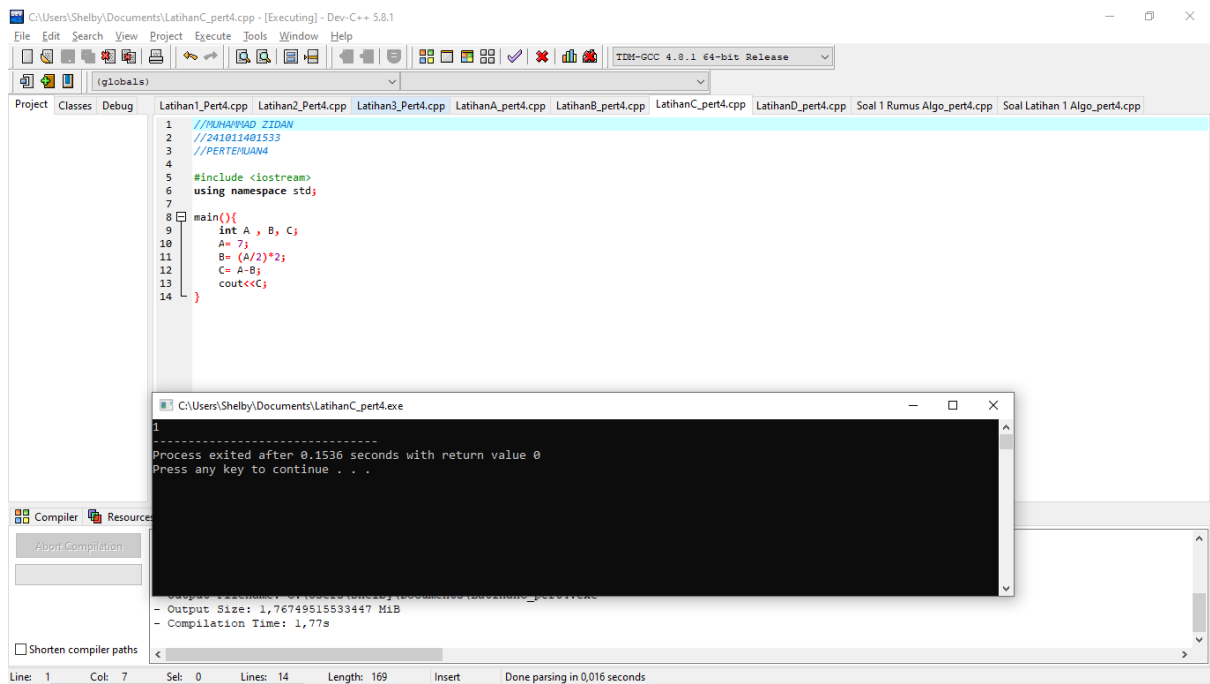 C:\Users\Shelby\Documents\LatihanC_pert4.cpp - [Executing] - Dev-C++ 5.8.1
File Edit Search View Project Execute Tools Window Help
TDM-GCC 4.8.1 64-bit Release
(globals)
Project Classes Debug
Latihan1_Pert4.cpp Latihan2_Pert4.cpp Latihan3_Pert4.cpp LatihanA_pert4.cpp LatihanB_pert4.cpp LatihanC_pert4.cpp LatihanD_pert4.cpp Soal 1 Rumus Algo_pert4.cpp Soal Latihan 1 Algo_pert4.cpp
1 //MUHAMMAD ZIDAN
2 //241011401533
3 //PERTEMUAN4
4
5 #include <iostream>
6 using namespace std;
7
8 main(){
9 int A , B, C;
10 A= 7;
11 B= (A/2)*2;
12 C= A-B;
13 cout<<C;
14 }
C:\Users\Shelby\Documents\LatihanC_pert4.exe
1
--------------------------------
Process exited after 0.1536 seconds with return value 0
Press any key to continue . . .
Compiler Resources
Abort Compilation
- Output Filename: C:\Users\Shelby\Documents\LatihanC_pert4.exe
- Output Size: 1,76749515533447 MiB
- Compilation Time: 1,77s
Shorten compiler paths
Line: 1 Col: 7 Sel: 0 Lines: 14 Length: 169 Insert Done parsing in 0,016 seconds